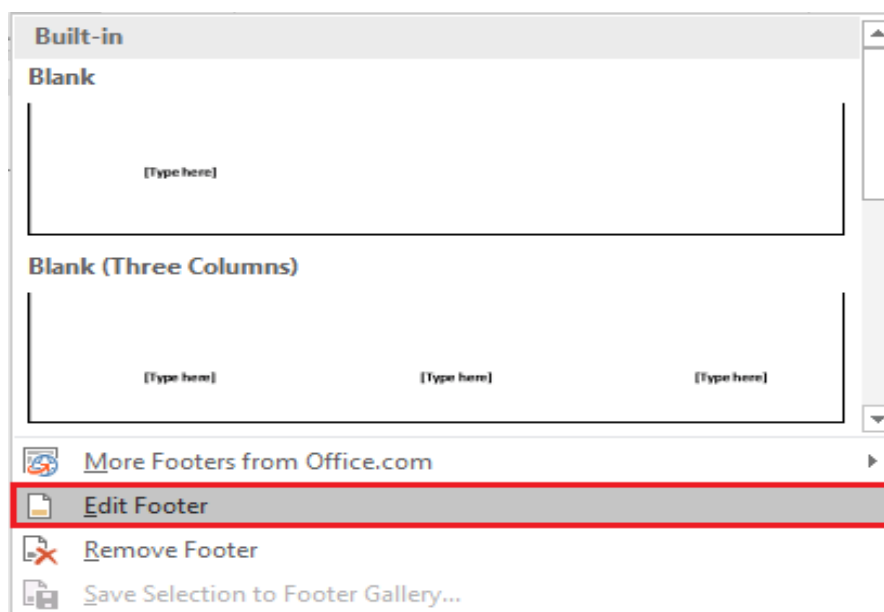 Built-in
Blank
[Type here]
Blank (Three Columns)
[Type here] [Type here] [Type here]
More Footers from Office.com
Edit Footer
Remove Footer
Save Selection to Footer Gallery...